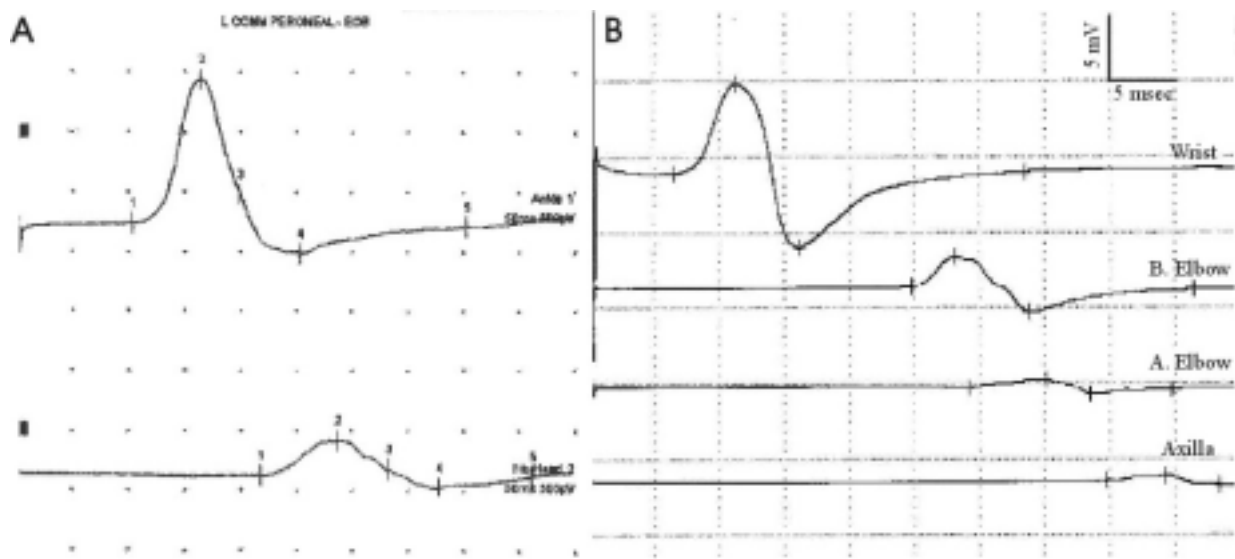 A
L COMM PERONEAL - EDB
2
1
3
4
5
Ankle 1
1
2
3
4
5
B
5 mV
5 msec
Wrist
B. Elbow
A. Elbow
Axilla